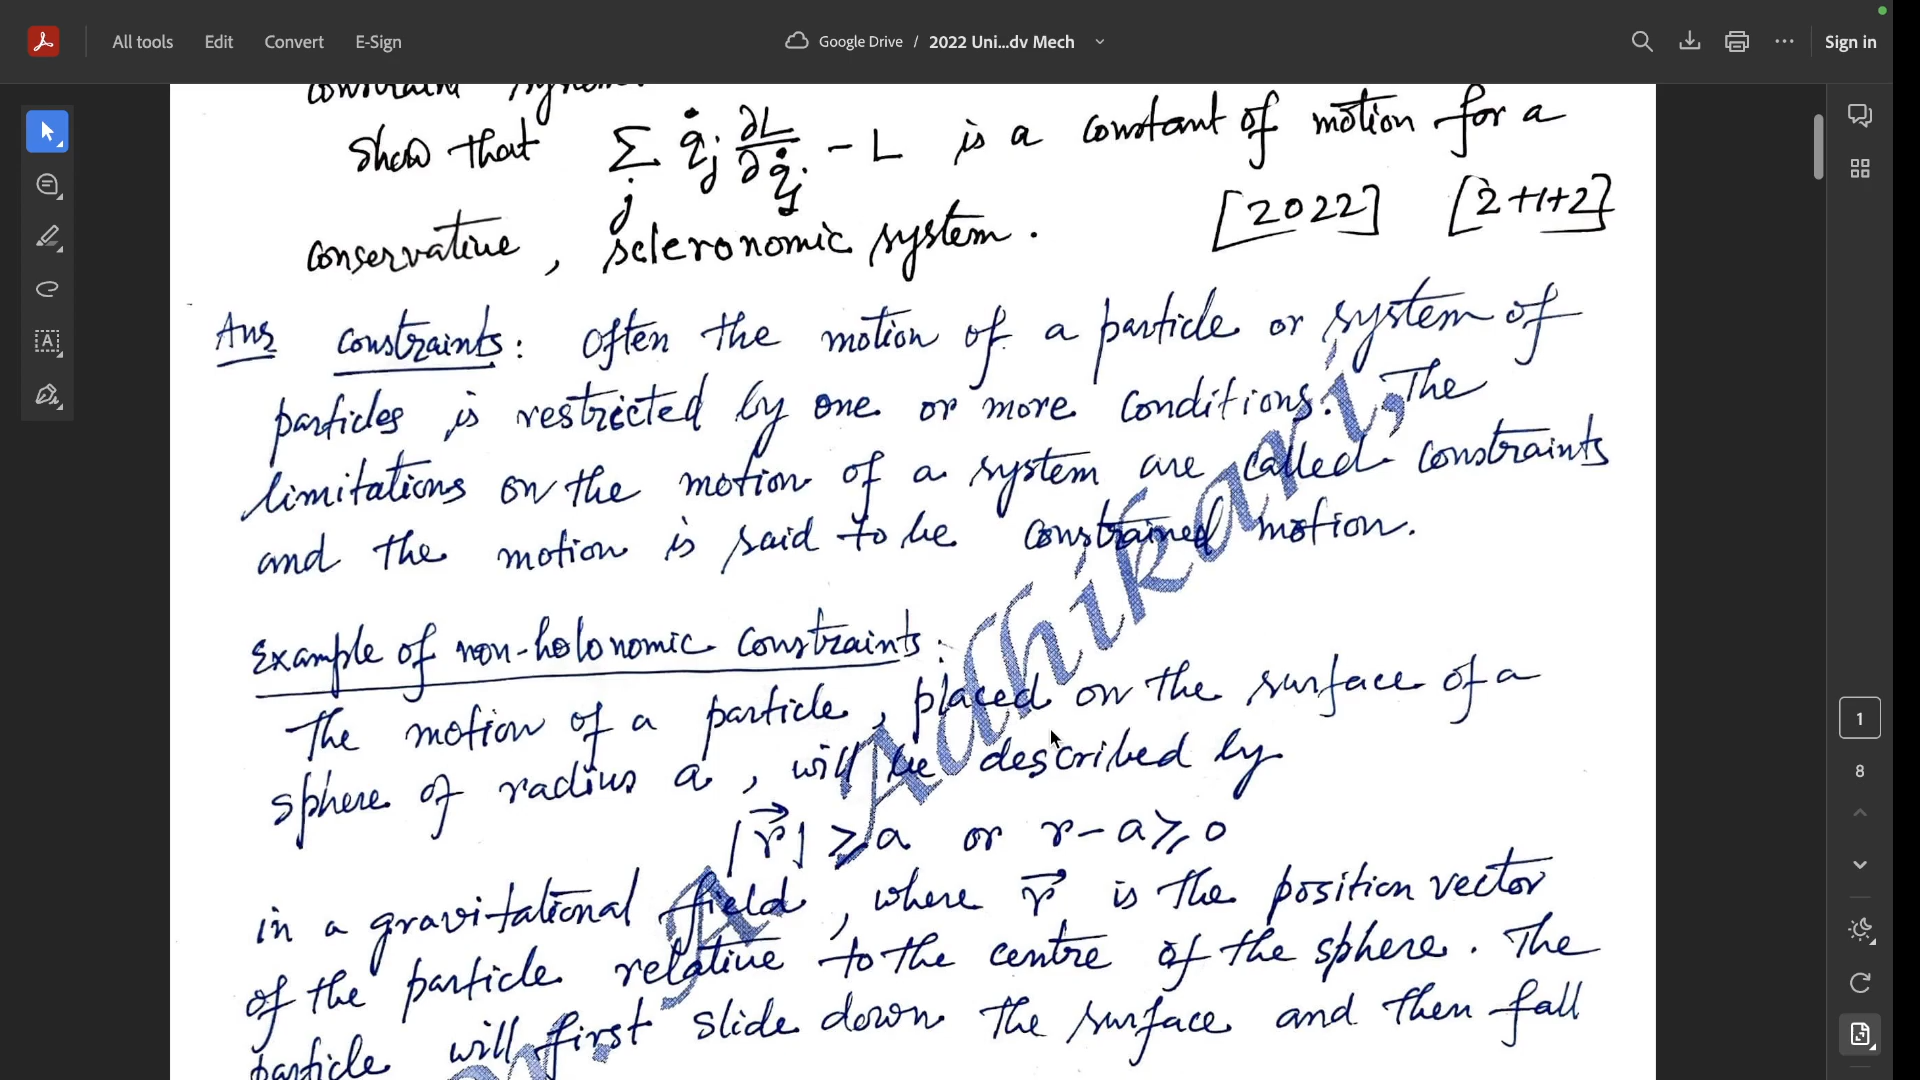 All tools Edit Convert E-Sign Google Drive / 2022 Uni...dv Mech Sign in
constraint
Show that ∑_j q̇_j ∂L/∂q̇_j − L is a constant of motion for a
conservative, scleronomic system. [2022] [2+1+2]
Ans Constraints: Often the motion of a particle or system of
particles is restricted by one or more conditions. The
limitations on the motion of a system are called constraints
and the motion is said to be constrained motion.
Example of non-holonomic constraints:
The motion of a particle, placed on the surface of a
sphere of radius a, will be described by
|r⃗| ⩾ a or r − a ⩾ 0
in a gravitational field, where r⃗ is the position vector
of the particle relative to the centre of the sphere. The
particle will first slide down the surface and then fall
A
Adhikari,
1
8